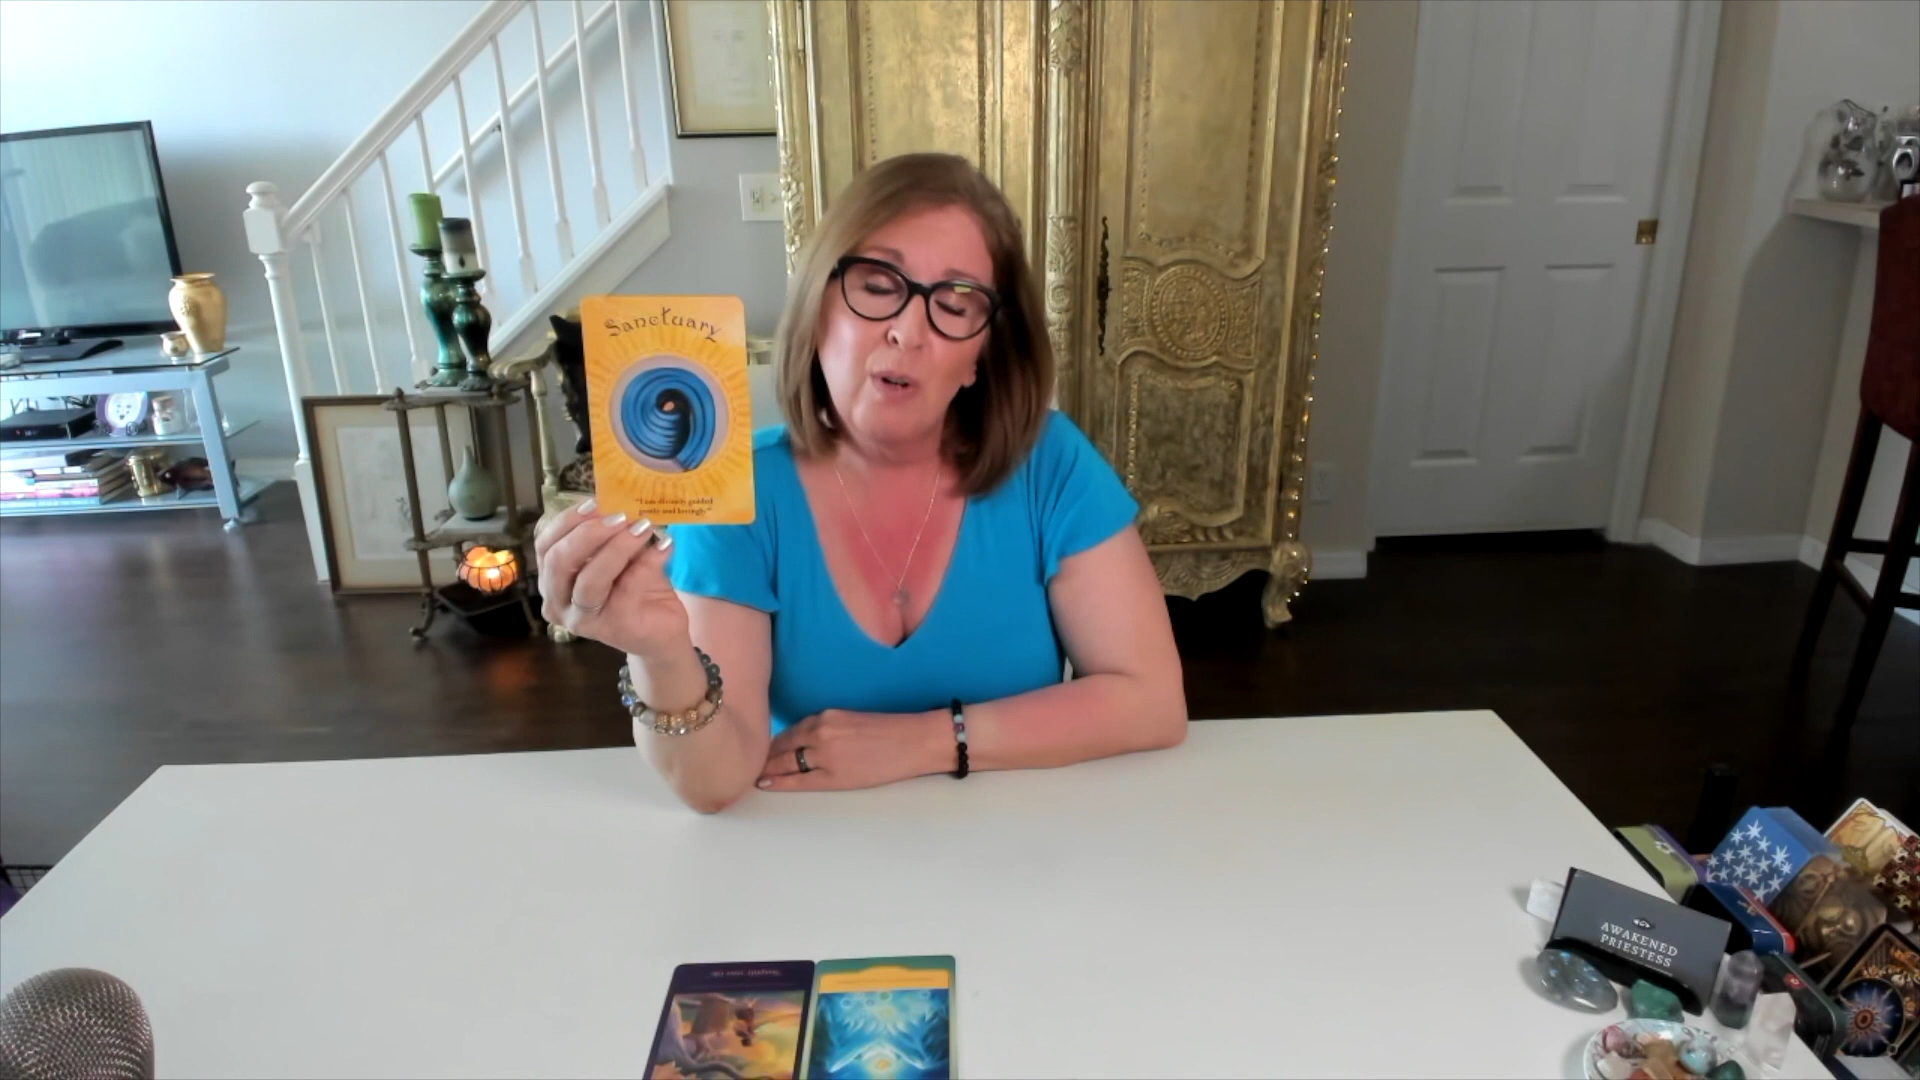 Sanctuary
"I am divinely guided
gently and lovingly."
AWAKENED
PRIESTESS